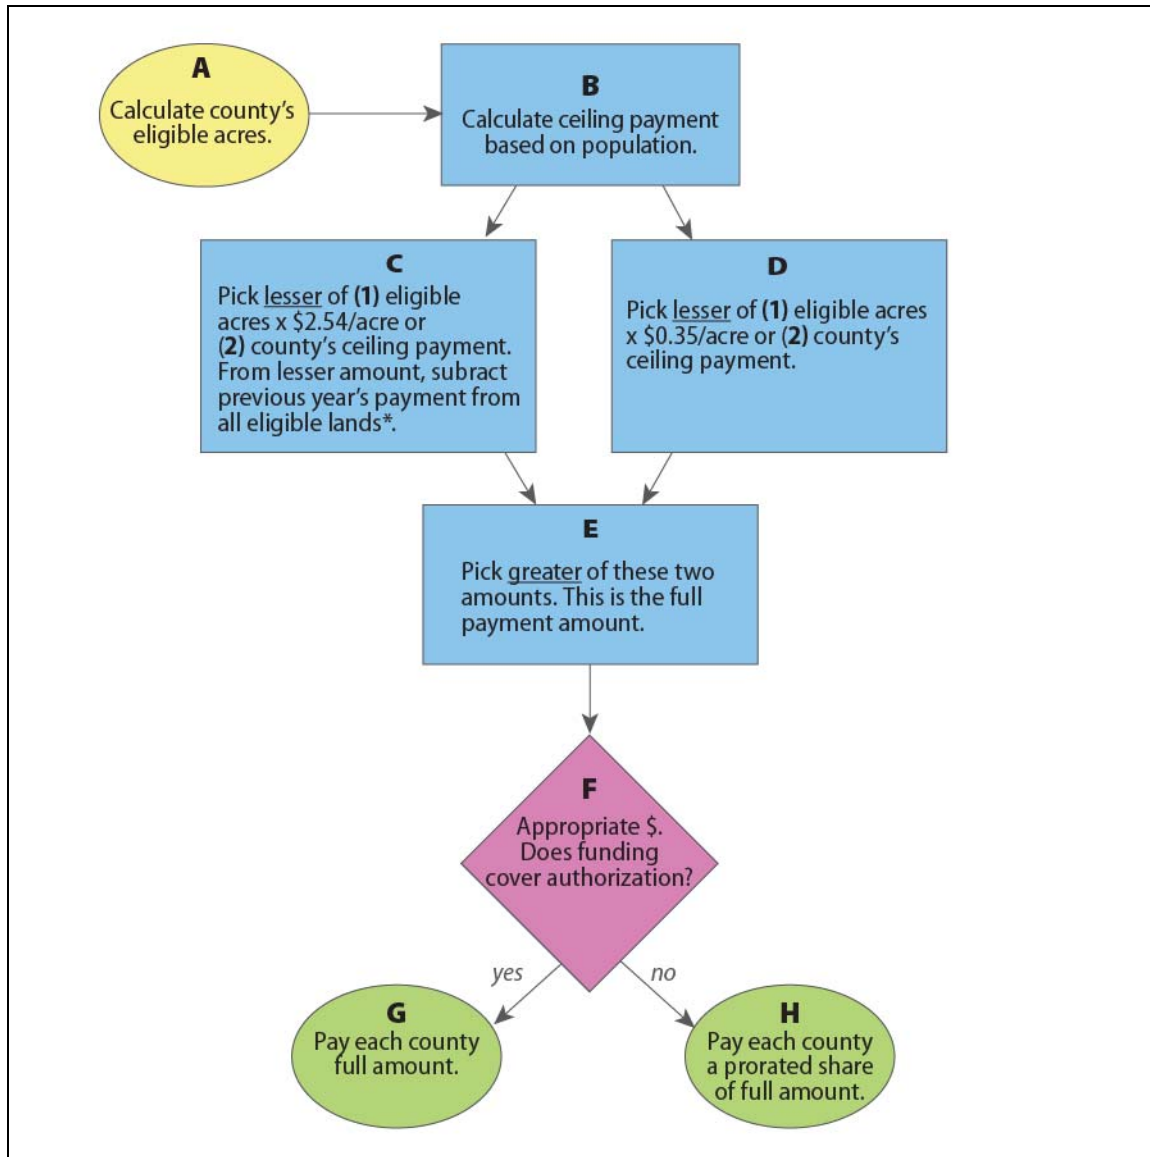 A
Calculate county's
eligible acres.
B
Calculate ceiling payment
based on population.
C
Pick lesser of (1) eligible
acres x $2.54/acre or
(2) county's ceiling payment.
From lesser amount, subract
previous year's payment from
all eligible lands*.
D
Pick lesser of (1) eligible acres
x $0.35/acre or (2) county's
ceiling payment.
E
Pick greater of these two
amounts. This is the full
payment amount.
F
Appropriate $.
Does funding
cover authorization?
yes
no
G
Pay each county
full amount.
H
Pay each county
a prorated share
of full amount.